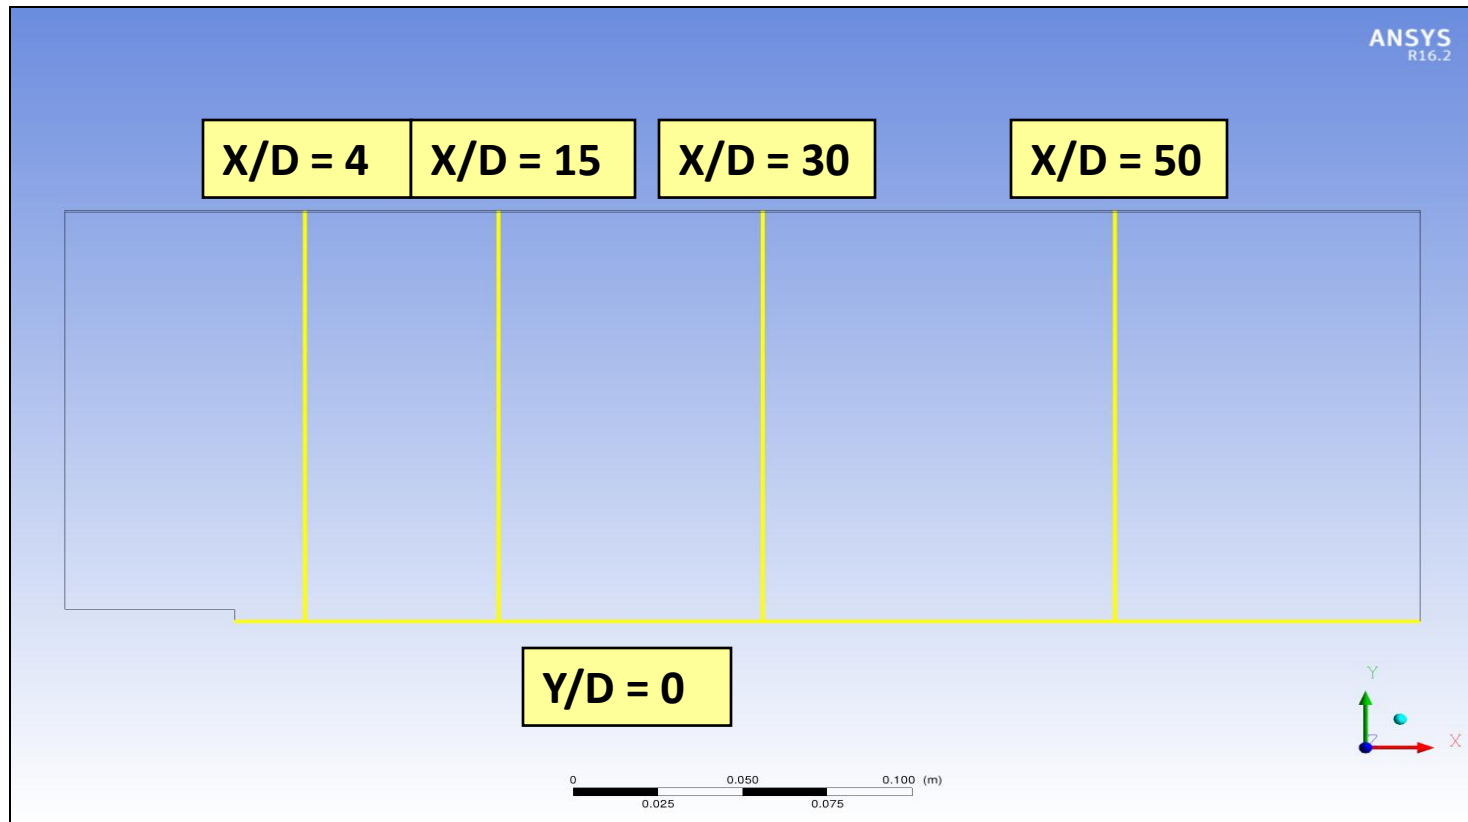 ANSYS
R16.2
X/D = 4
X/D = 15
X/D = 30
X/D = 50
Y/D = 0
Y
Z
X
0
0.050
0.100 (m)
0.025
0.075